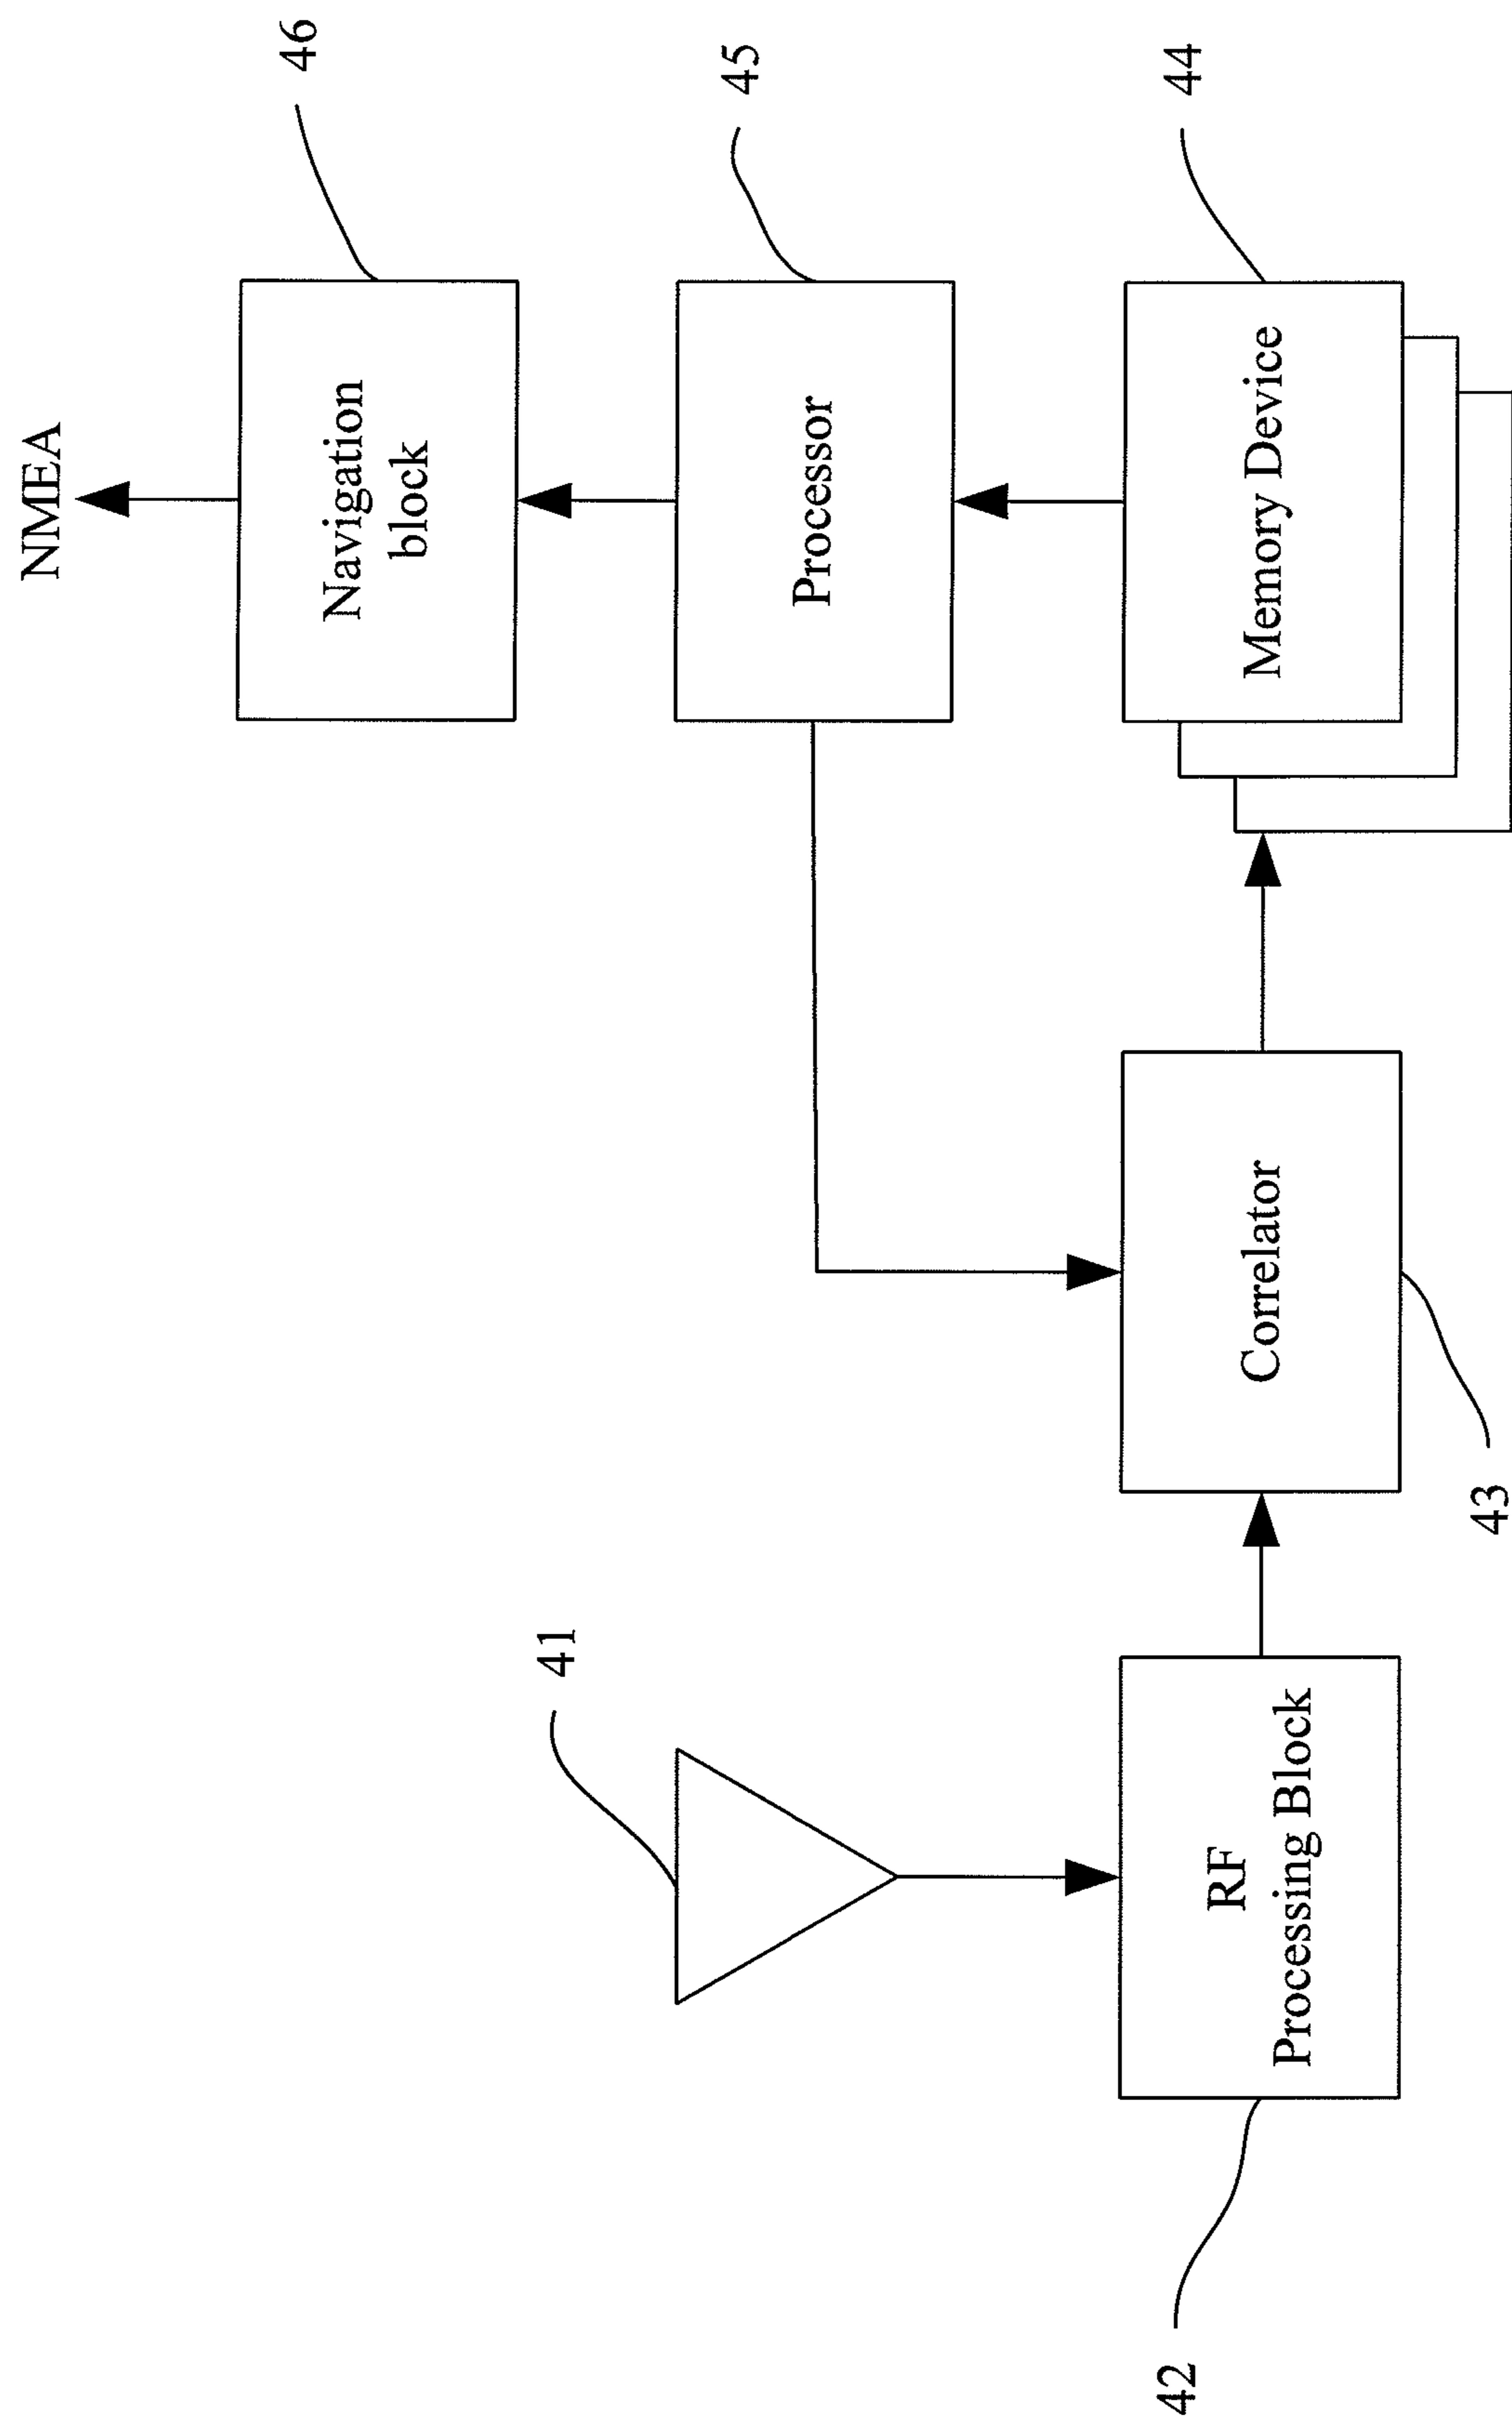 NMEA
46
Navigation
block
45
Processor
44
Memory Device
Correlator
43
41
RF
Processing Block
42